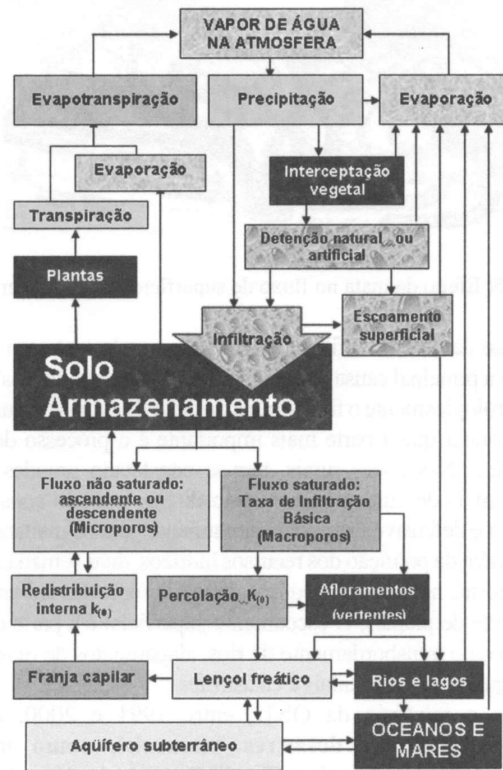 VAPOR DE ÁGUA
NA ATMOSFERA
Evapotranspiração
Precipitação
Evaporação
Evaporação
Interceptação
vegetal
Transpiração
Detenção natural ou
artificial
Plantas
Escoamento
superficial
Infiltração
Solo
Armazenamento
Fluxo não saturado:
ascendente ou
descendente
(Microporos)
Fluxo saturado:
Taxa de Infiltração
Básica
(Macroporos)
Redistribuição
interna k(θ)
Percolação K(0)
Afloramentos
(vertentes)
Franja capilar
Lençol freático
Rios e lagos
Aqüífero subterrâneo
OCEANOS E
MARES